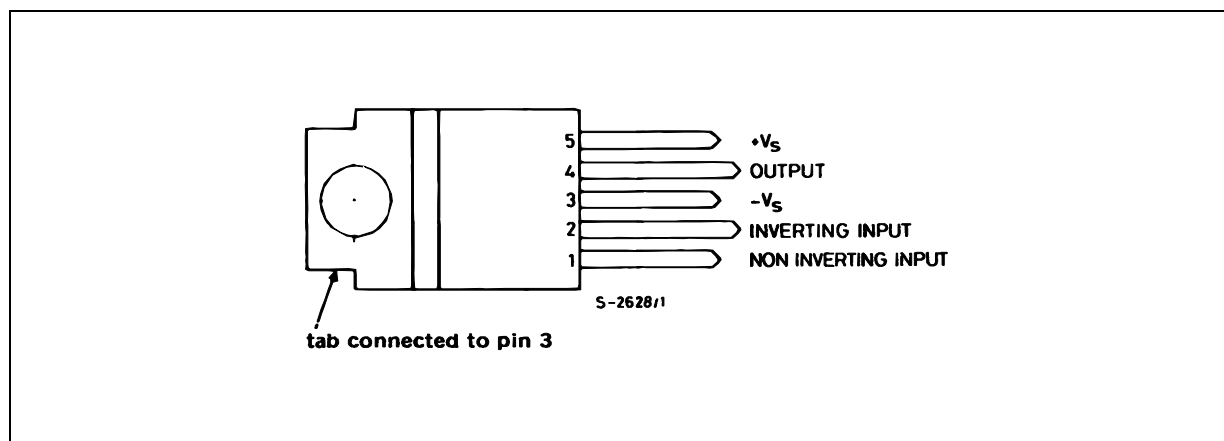 5 +VS
4 OUTPUT
3 -VS
2 INVERTING INPUT
1 NON INVERTING INPUT
S-2628/1
tab connected to pin 3